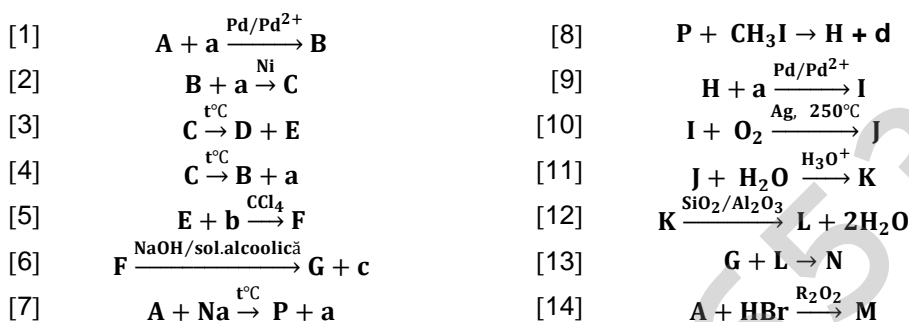 [1] A + a Pd/Pd²⁺ → B
[2] B + a Ni → C
[3] C t°C → D + E
[4] C t°C → B + a
[5] E + b CCl₄ → F
[6] F NaOH/sol.alcoolică → G + c
[7] A + Na t°C → P + a
[8] P + CH₃I → H + d
[9] H + a Pd/Pd²⁺ → I
[10] I + O₂ Ag, 250°C → J
[11] J + H₂O H₃O⁺ → K
[12] K SiO₂/Al₂O₃ → L + 2H₂O
[13] G + L → N
[14] A + HBr R₂O₂ → M